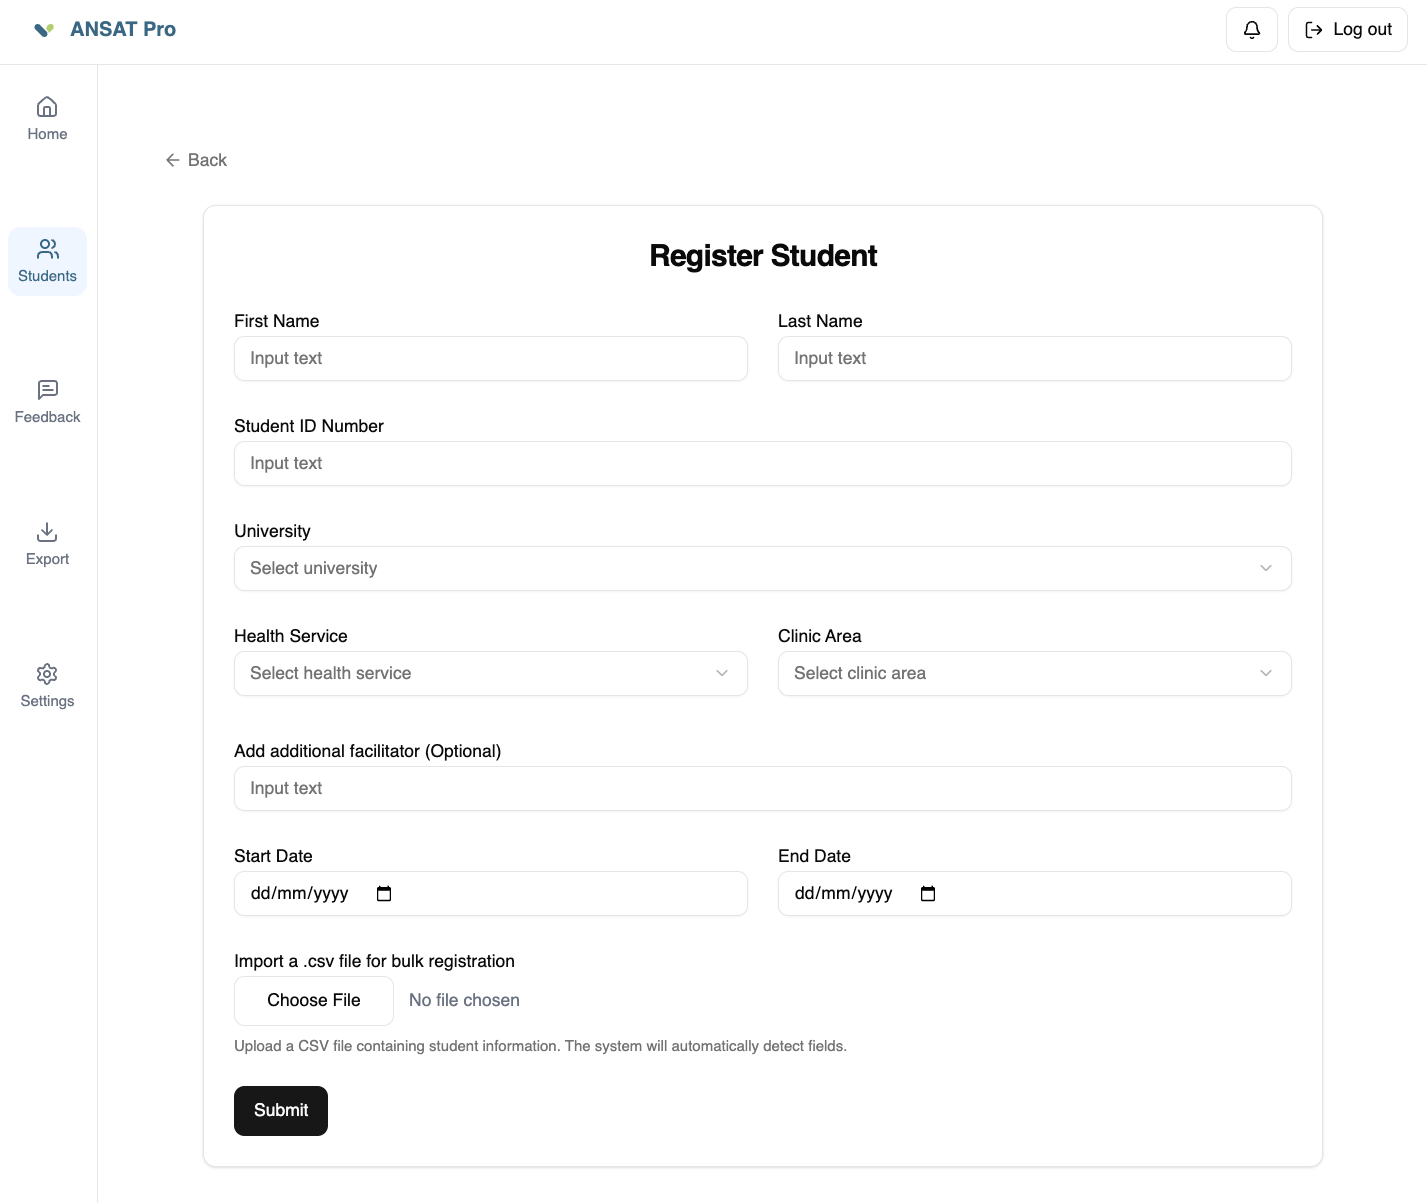 ANSAT Pro
Log out
Home
Students
Feedback
Export
Settings
Back
Register Student
First Name
Last Name
Input text
Input text
Student ID Number
Input text
University
Select university
Health Service
Clinic Area
Select health service
Select clinic area
Add additional facilitator (Optional)
Input text
Start Date
End Date
dd/mm/yyyy
dd/mm/yyyy
Import a .csv file for bulk registration
Choose File
No file chosen
Upload a CSV file containing student information. The system will automatically detect fields.
Submit